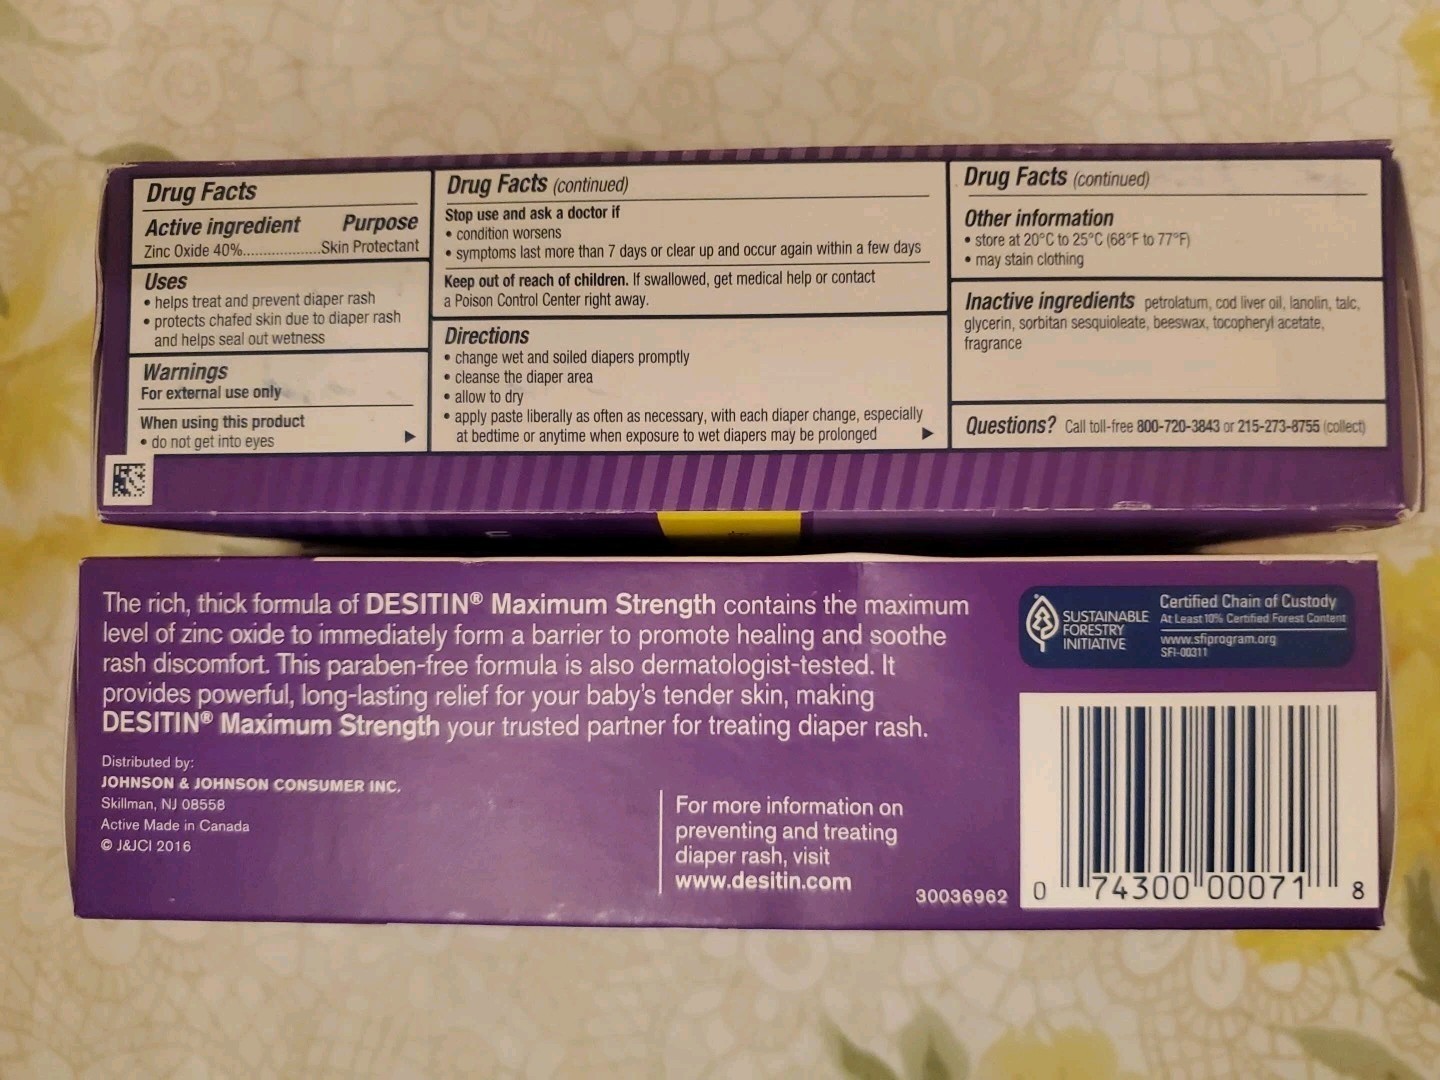 Drug Facts
Active ingredient Purpose
Zinc Oxide 40%.....................Skin Protectant
Uses
• helps treat and prevent diaper rash
• protects chafed skin due to diaper rash
and helps seal out wetness
Warnings
For external use only
When using this product
• do not get into eyes
Drug Facts (continued)
Stop use and ask a doctor if
• condition worsens
• symptoms last more than 7 days or clear up and occur again within a few days
Keep out of reach of children. If swallowed, get medical help or contact
a Poison Control Center right away.
Directions
• change wet and soiled diapers promptly
• cleanse the diaper area
• allow to dry
• apply paste liberally as often as necessary, with each diaper change, especially
at bedtime or anytime when exposure to wet diapers may be prolonged
Drug Facts (continued)
Other information
• store at 20°C to 25°C (68°F to 77°F)
• may stain clothing
Inactive ingredients petrolatum, cod liver oil, lanolin, talc,
glycerin, sorbitan sesquioleate, beeswax, tocopheryl acetate,
fragrance
Questions? Call toll-free 800-720-3843 or 215-273-8755 (collect)
The rich, thick formula of DESITIN® Maximum Strength contains the maximum
level of zinc oxide to immediately form a barrier to promote healing and soothe
rash discomfort. This paraben-free formula is also dermatologist-tested. It
provides powerful, long-lasting relief for your baby's tender skin, making
DESITIN® Maximum Strength your trusted partner for treating diaper rash.
Distributed by:
JOHNSON & JOHNSON CONSUMER INC.
Skillman, NJ 08558
Active Made in Canada
© J&JCI 2016
For more information on
preventing and treating
diaper rash, visit
www.desitin.com
30036962
SUSTAINABLE
FORESTRY
INITIATIVE
Certified Chain of Custody
At Least 10% Certified Forest Content
www.sfiprogram.org
SFI-00311
0 74300 00071 8